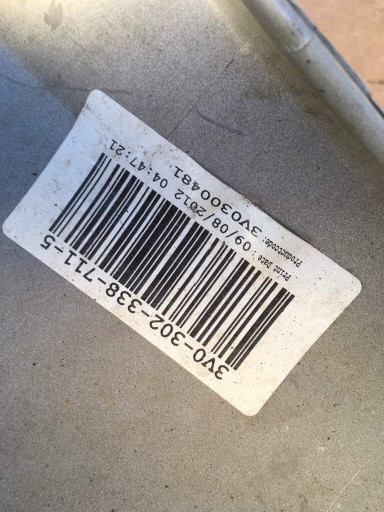 3V0-302-338-711-5
Print Date : 09/08/2012 04:47:21
Productcode: 3V0300481